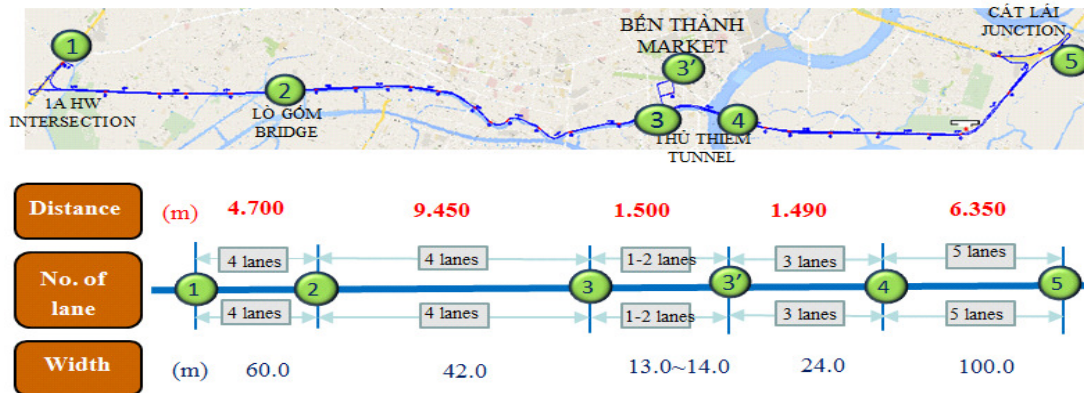 CÁT LÁI
JUNCTION
BẾN THÀNH
MARKET
1
3'
5
2
1A HW
INTERSECTION
LÒ GỐM
BRIDGE
3
4
THỦ THIÊM
TUNNEL
Distance (m) 4.700 9.450 1.500 1.490 6.350
4 lanes 4 lanes 1-2 lanes 3 lanes 5 lanes
No. of
lane
1 2 3 3' 4 5
4 lanes 4 lanes 1-2 lanes 3 lanes 5 lanes
Width (m) 60.0 42.0 13.0~14.0 24.0 100.0